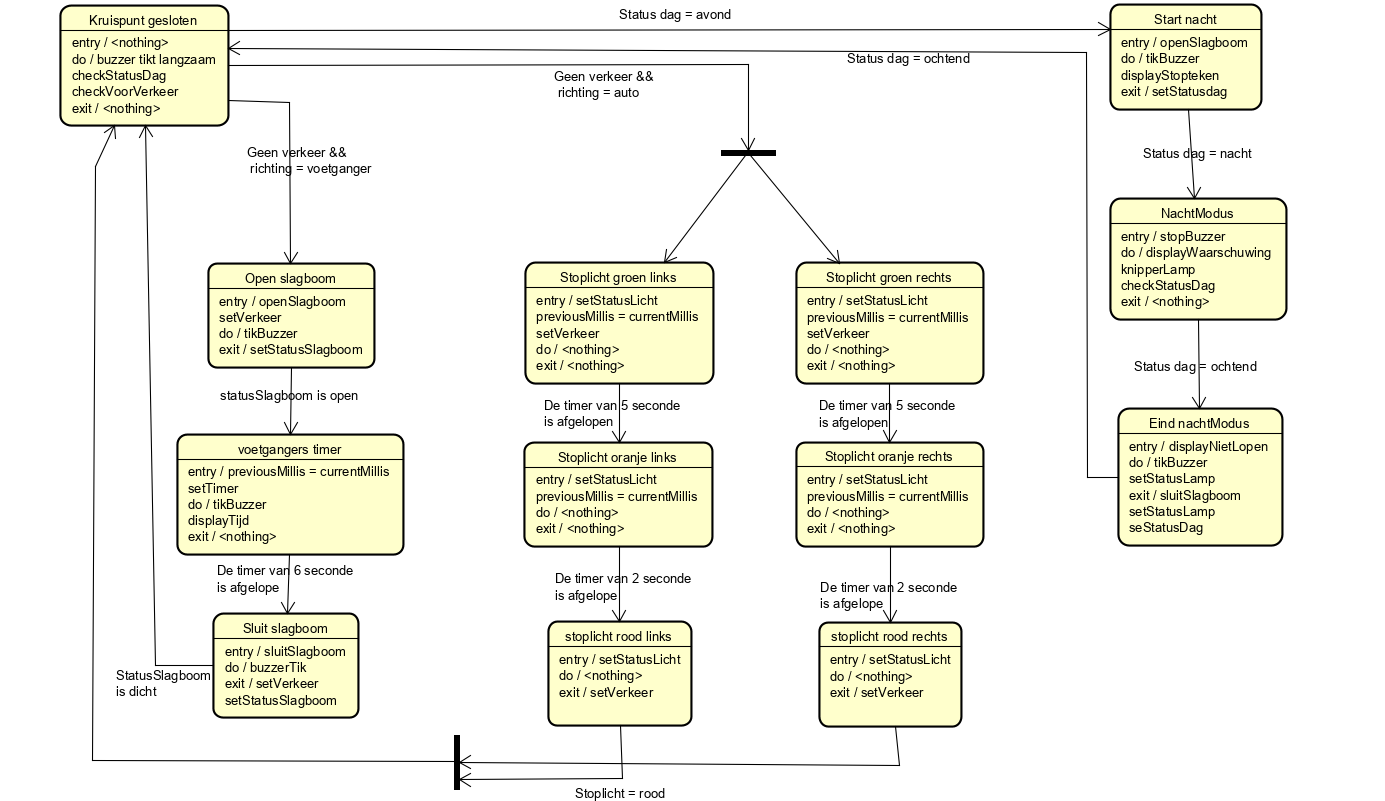 Kruispunt gesloten
entry / <nothing>
do / buzzer tikt langzaam
checkStatusDag
checkVoorVerkeer
exit / <nothing>
Status dag = avond
Status dag = ochtend
Geen verkeer &&
richting = auto
Start nacht
entry / openSlagboom
do / tikBuzzer
displayStopteken
exit / setStatusdag
Geen verkeer &&
richting = voetganger
Status dag = nacht
NachtModus
entry / stopBuzzer
do / displayWaarschuwing
knipperLamp
checkStatusDag
exit / <nothing>
Open slagboom
entry / openSlagboom
setVerkeer
do / tikBuzzer
exit / setStatusSlagboom
Stoplicht groen links
entry / setStatusLicht
previousMillis = currentMillis
setVerkeer
do / <nothing>
exit / <nothing>
Stoplicht groen rechts
entry / setStatusLicht
previousMillis = currentMillis
setVerkeer
do / <nothing>
exit / <nothing>
Status dag = ochtend
statusSlagboom is open
De timer van 5 seconde
is afgelopen
De timer van 5 seconde
is afgelopen
Eind nachtModus
entry / displayNietLopen
do / tikBuzzer
setStatusLamp
exit / sluitSlagboom
setStatusLamp
seStatusDag
voetgangers timer
entry / previousMillis = currentMillis
setTimer
do / tikBuzzer
displayTijd
exit / <nothing>
Stoplicht oranje links
entry / setStatusLicht
previousMillis = currentMillis
do / <nothing>
exit / <nothing>
Stoplicht oranje rechts
entry / setStatusLicht
previousMillis = currentMillis
do / <nothing>
exit / <nothing>
De timer van 6 seconde
is afgelope
De timer van 2 seconde
is afgelope
De timer van 2 seconde
is afgelope
Sluit slagboom
entry / sluitSlagboom
do / buzzerTik
exit / setVerkeer
setStatusSlagboom
StatusSlagboom
is dicht
stoplicht rood links
entry / setStatusLicht
do / <nothing>
exit / setVerkeer
stoplicht rood rechts
entry / setStatusLicht
do / <nothing>
exit / setVerkeer
Stoplicht = rood